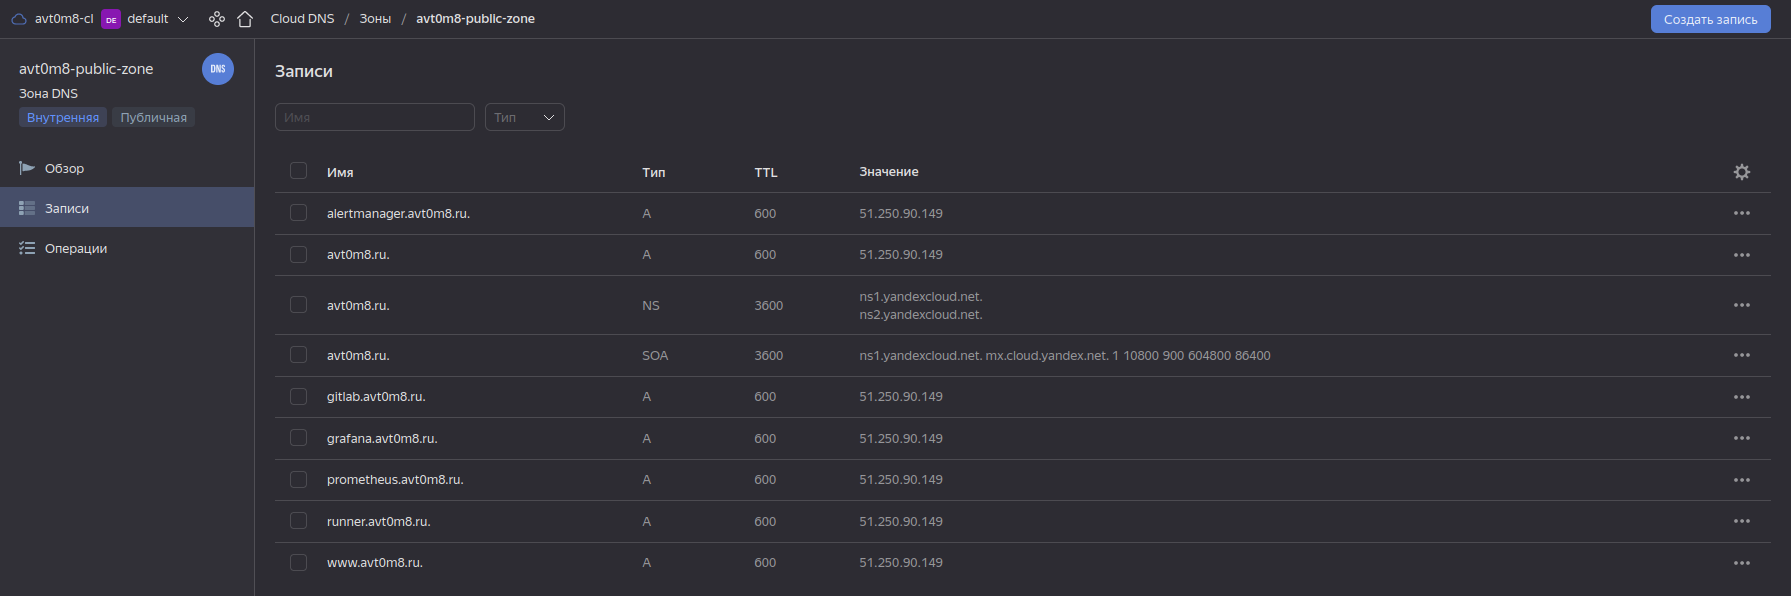 avt0m8-cl DE default Cloud DNS / Зоны / avt0m8-public-zone Создать запись
avt0m8-public-zone DNS
Зона DNS
Внутренняя Публичная
Обзор
Записи
Операции
Записи
Имя Тип
Имя Тип TTL Значение
alertmanager.avt0m8.ru. A 600 51.250.90.149
avt0m8.ru. A 600 51.250.90.149
avt0m8.ru. NS 3600 ns1.yandexcloud.net.
ns2.yandexcloud.net.
avt0m8.ru. SOA 3600 ns1.yandexcloud.net. mx.cloud.yandex.net. 1 10800 900 604800 86400
gitlab.avt0m8.ru. A 600 51.250.90.149
grafana.avt0m8.ru. A 600 51.250.90.149
prometheus.avt0m8.ru. A 600 51.250.90.149
runner.avt0m8.ru. A 600 51.250.90.149
www.avt0m8.ru. A 600 51.250.90.149